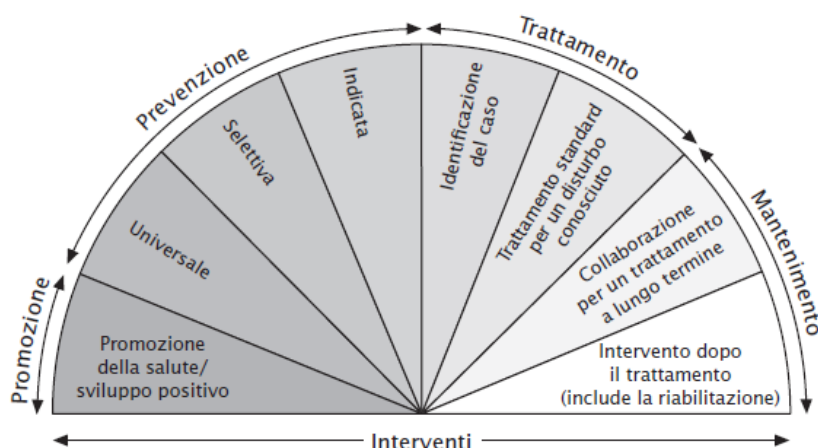 Promozione
Prevenzione
Trattamento
Mantenimento
Promozione
della salute/
sviluppo positivo
Universale
Selettiva
Indicata
Identificazione
del caso
Trattamento standard
per un disturbo
conosciuto
Collaborazione
per un trattamento
a lungo termine
Intervento dopo
il trattamento
(include la riabilitazione)
Interventi